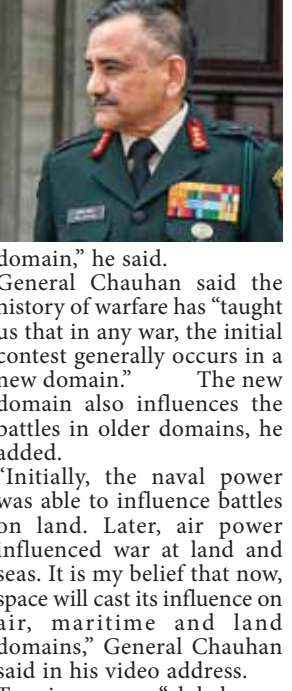 domain,” he said.
General Chauhan said the
history of warfare has “taught
us that in any war, the initial
contest generally occurs in a
new domain.” The new
domain also influences the
battles in older domains, he
added.
“Initially, the naval power
was able to influence battles
on land. Later, air power
influenced war at land and
seas. It is my belief that now,
space will cast its influence on
air, maritime and land
domains,” General Chauhan
said in his video address.